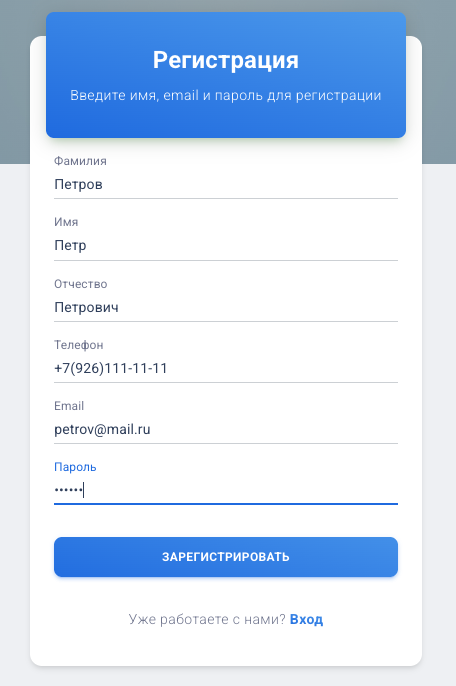 Регистрация
Введите имя, email и пароль для регистрации
Фамилия
Петров
Имя
Петр
Отчество
Петрович
Телефон
+7(926)111-11-11
Email
petrov@mail.ru
Пароль
••••••
ЗАРЕГИСТРИРОВАТЬ
Уже работаете с нами? Вход